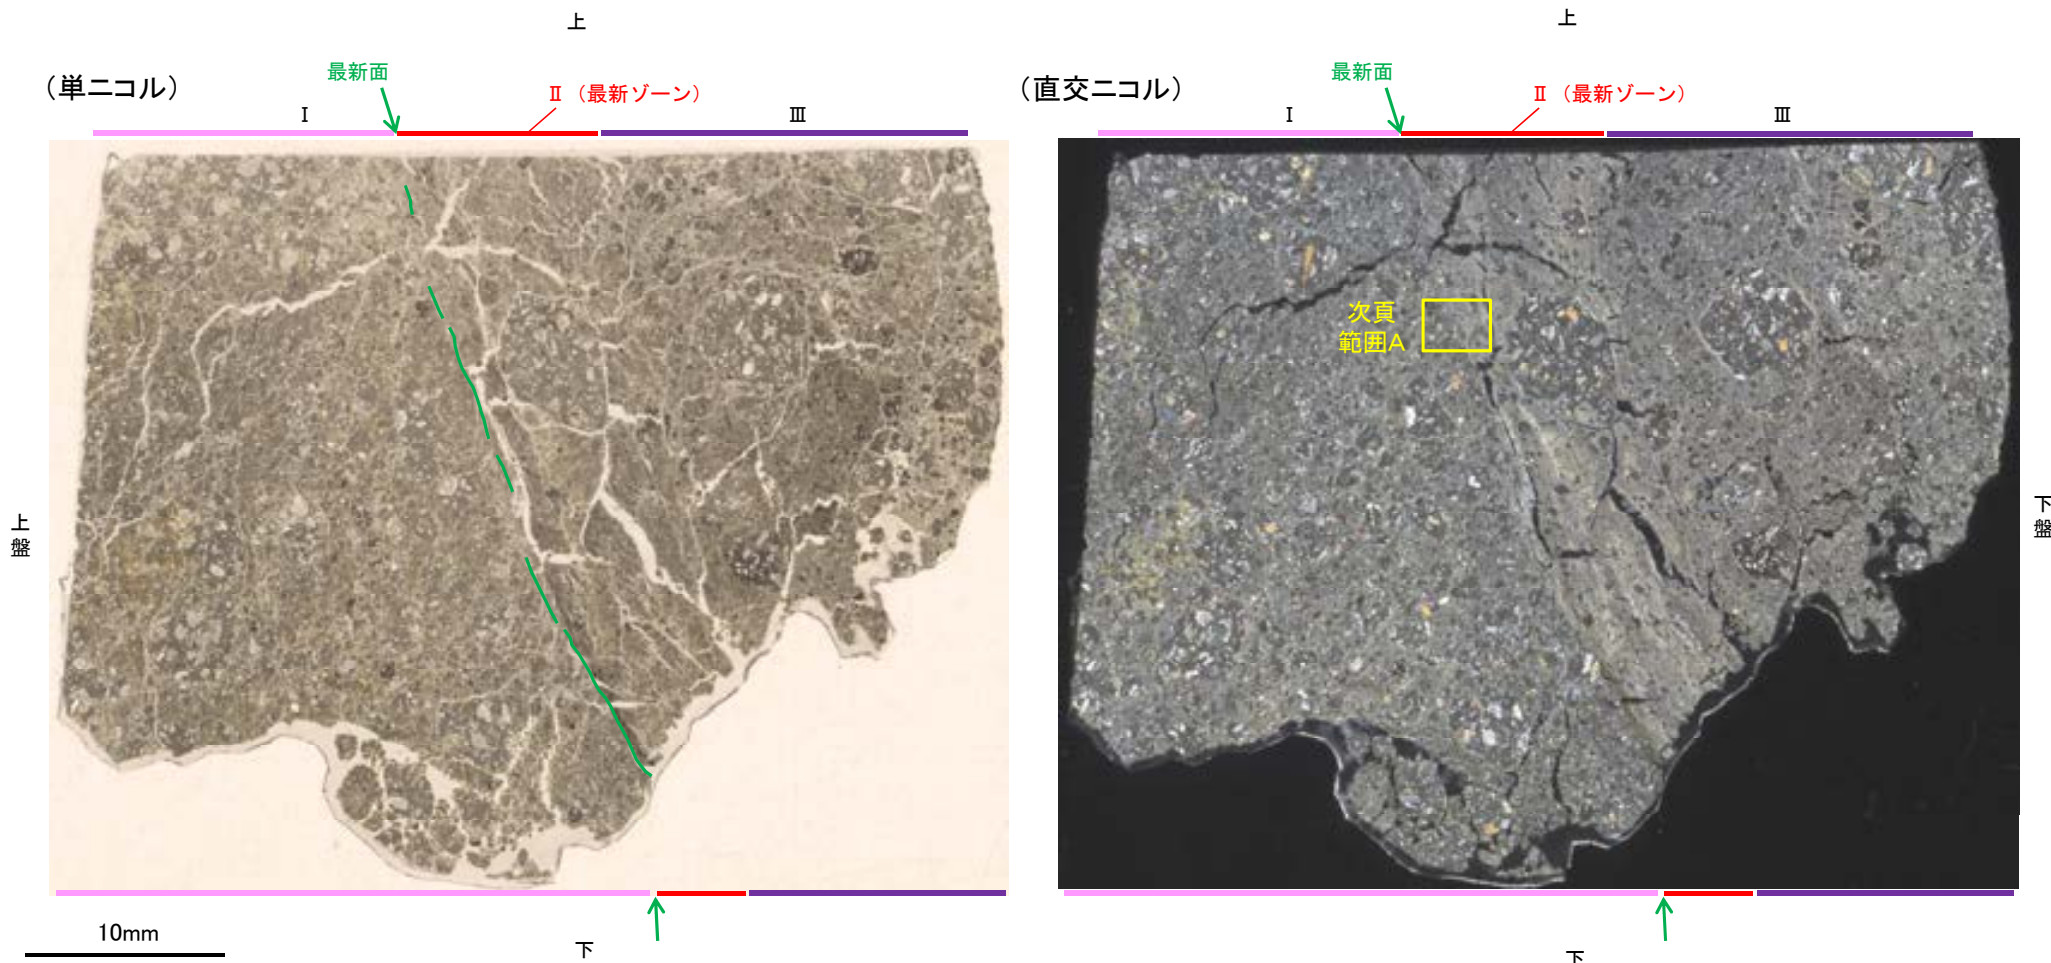 上
上
（単ニコル）
最新面
Ⅱ（最新ゾーン）
Ⅰ
Ⅲ
（直交ニコル）
最新面
Ⅱ（最新ゾーン）
Ⅰ
Ⅲ
次頁
範囲A
上盤
下盤
10mm
下
下